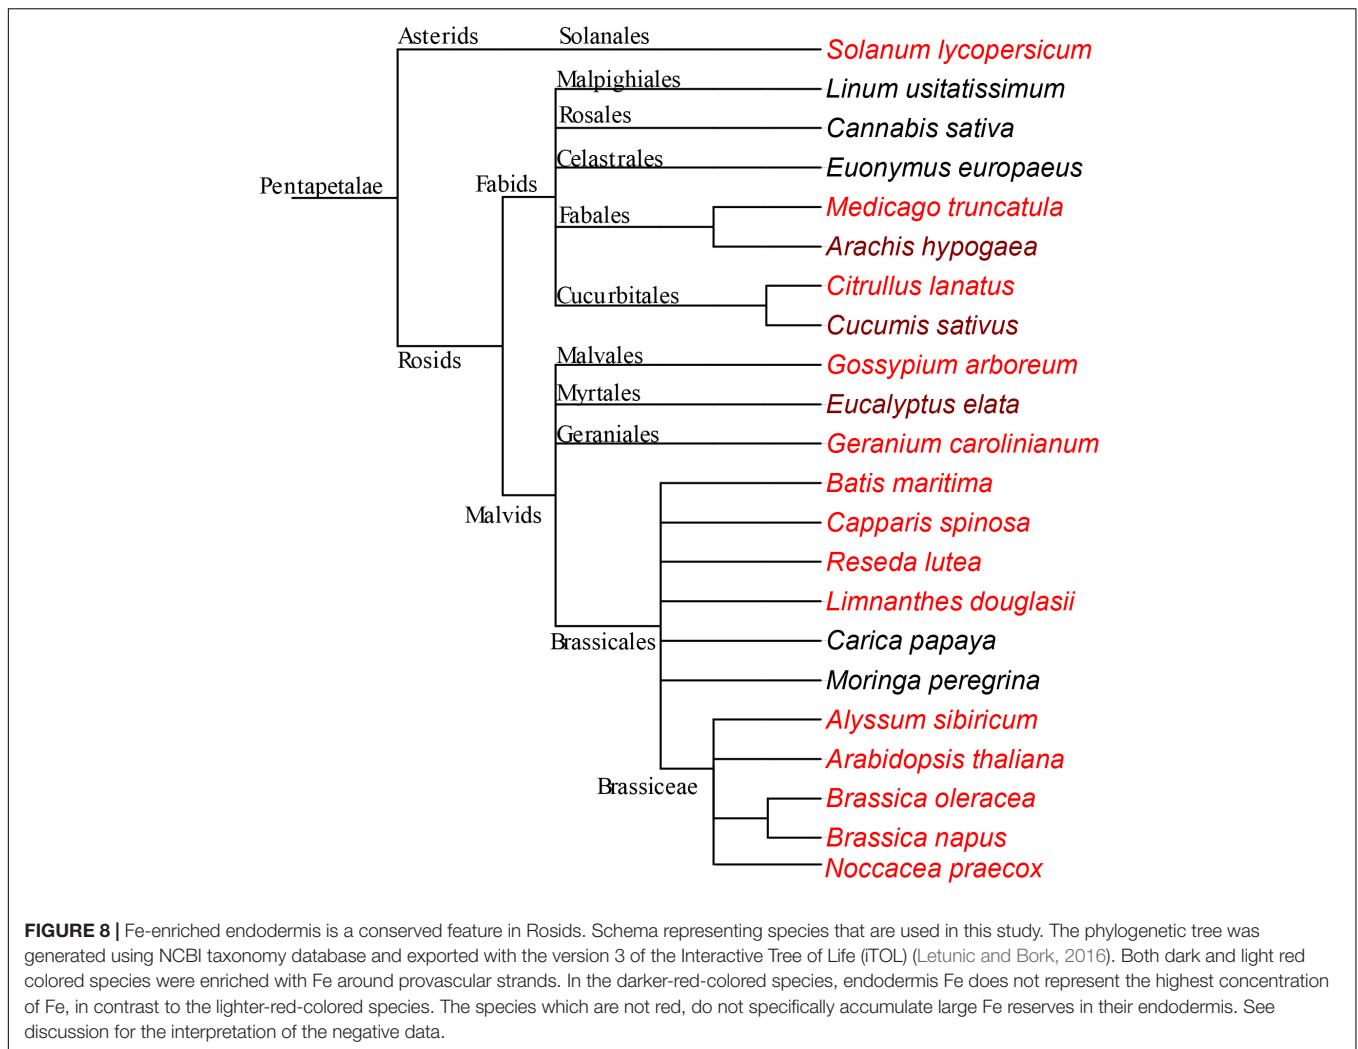 Asterids Solanales
Solanum lycopersicum
Malpighiales
Linum usitatissimum
Rosales
Cannabis sativa
Celastrales
Euonymus europaeus
Pentapetalae
Fabids
Medicago truncatula
Fabales
Arachis hypogaea
Citrullus lanatus
Cucurbitales
Cucumis sativus
Rosids
Malvales
Gossypium arboreum
Myrtales
Eucalyptus elata
Geraniales
Geranium carolinianum
Batis maritima
Malvids
Capparis spinosa
Reseda lutea
Limnanthes douglasii
Brassicales
Carica papaya
Moringa peregrina
Alyssum sibiricum
Arabidopsis thaliana
Brassiceae
Brassica oleracea
Brassica napus
Noccacea praecox
FIGURE 8 | Fe-enriched endodermis is a conserved feature in Rosids. Schema representing species that are used in this study. The phylogenetic tree was
generated using NCBI taxonomy database and exported with the version 3 of the Interactive Tree of Life (iTOL) (Letunic and Bork, 2016). Both dark and light red
colored species were enriched with Fe around provascular strands. In the darker-red-colored species, endodermis Fe does not represent the highest concentration
of Fe, in contrast to the lighter-red-colored species. The species which are not red, do not specifically accumulate large Fe reserves in their endodermis. See
discussion for the interpretation of the negative data.